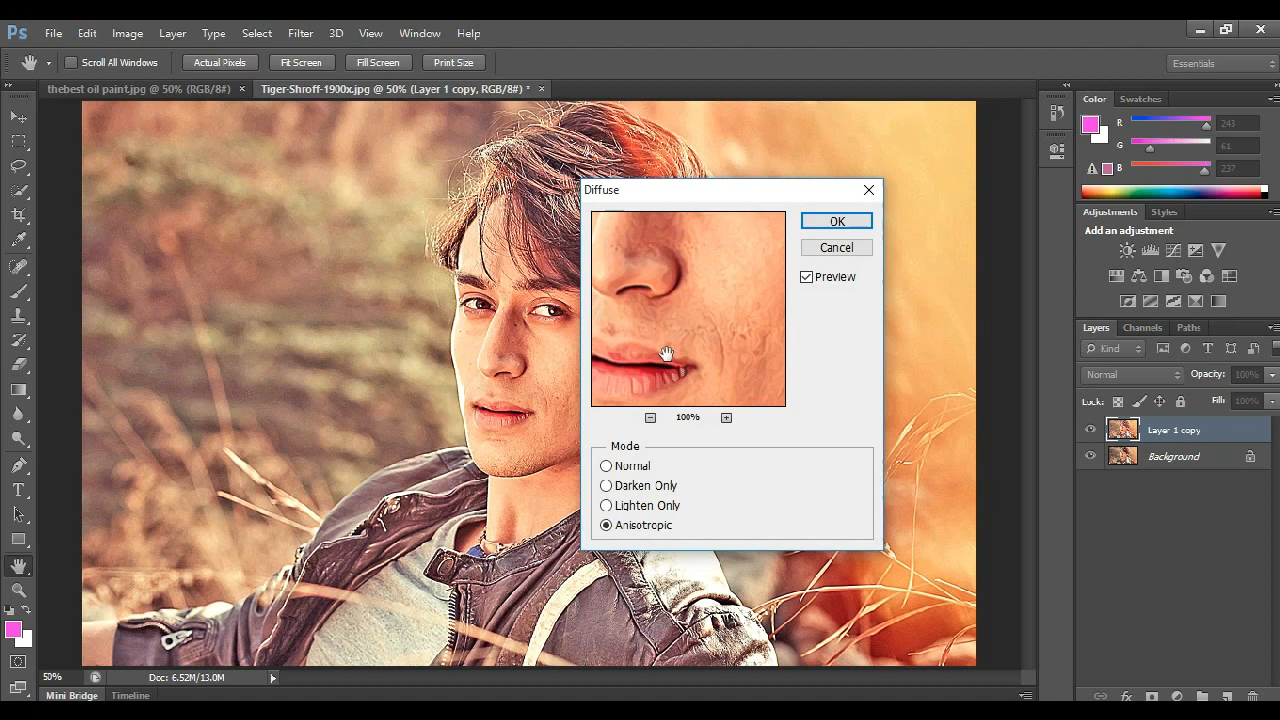 Ps File Edit Image Layer Type Select Filter 3D View Window Help
Scroll All Windows Actual Pixels Fit Screen Fill Screen Print Size Essentials
thebest oil paint.jpg @ 50% (RGB/8#) × Tiger-Shroff-1900x.jpg @ 50% (Layer 1 copy, RGB/8#) * ×
Color Swatches
R 243
G 61
B 237
Adjustments Styles
Add an adjustment
Layers Channels Paths
Kind
Normal Opacity: 100%
Lock: Fill: 100%
Layer 1 copy
Background
fx
Diffuse
OK
Cancel
Preview
100%
Mode
Normal
Darken Only
Lighten Only
Anisotropic
50% Doc: 6.52M/13.0M
Mini Bridge Timeline